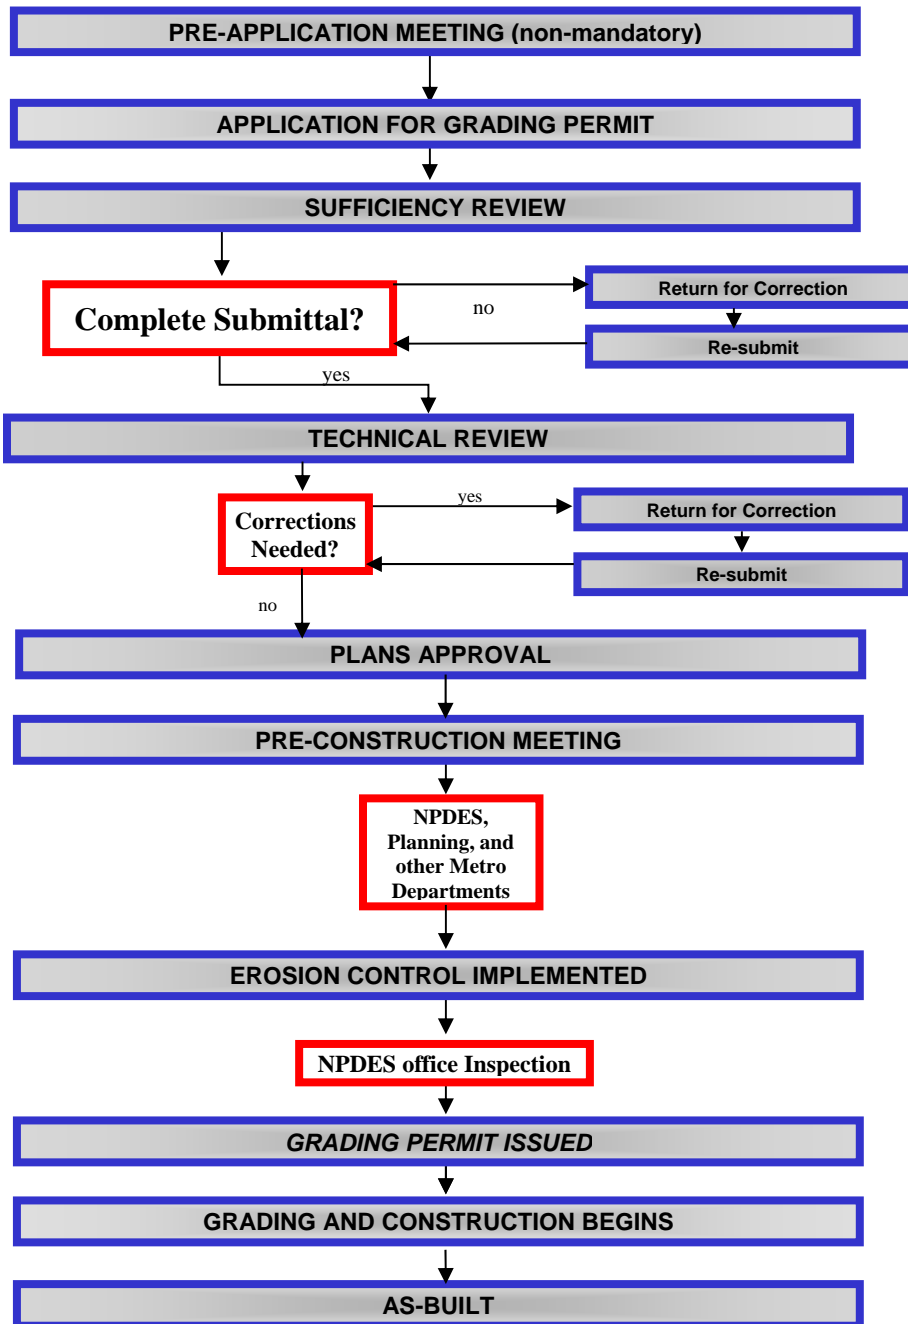 PRE-APPLICATION MEETING (non-mandatory)
APPLICATION FOR GRADING PERMIT
SUFFICIENCY REVIEW
Complete Submittal?
no
Return for Correction
Re-submit
yes
TECHNICAL REVIEW
Corrections
Needed?
yes
Return for Correction
Re-submit
no
PLANS APPROVAL
PRE-CONSTRUCTION MEETING
NPDES,
Planning, and
other Metro
Departments
EROSION CONTROL IMPLEMENTED
NPDES office Inspection
GRADING PERMIT ISSUED
GRADING AND CONSTRUCTION BEGINS
AS-BUILT